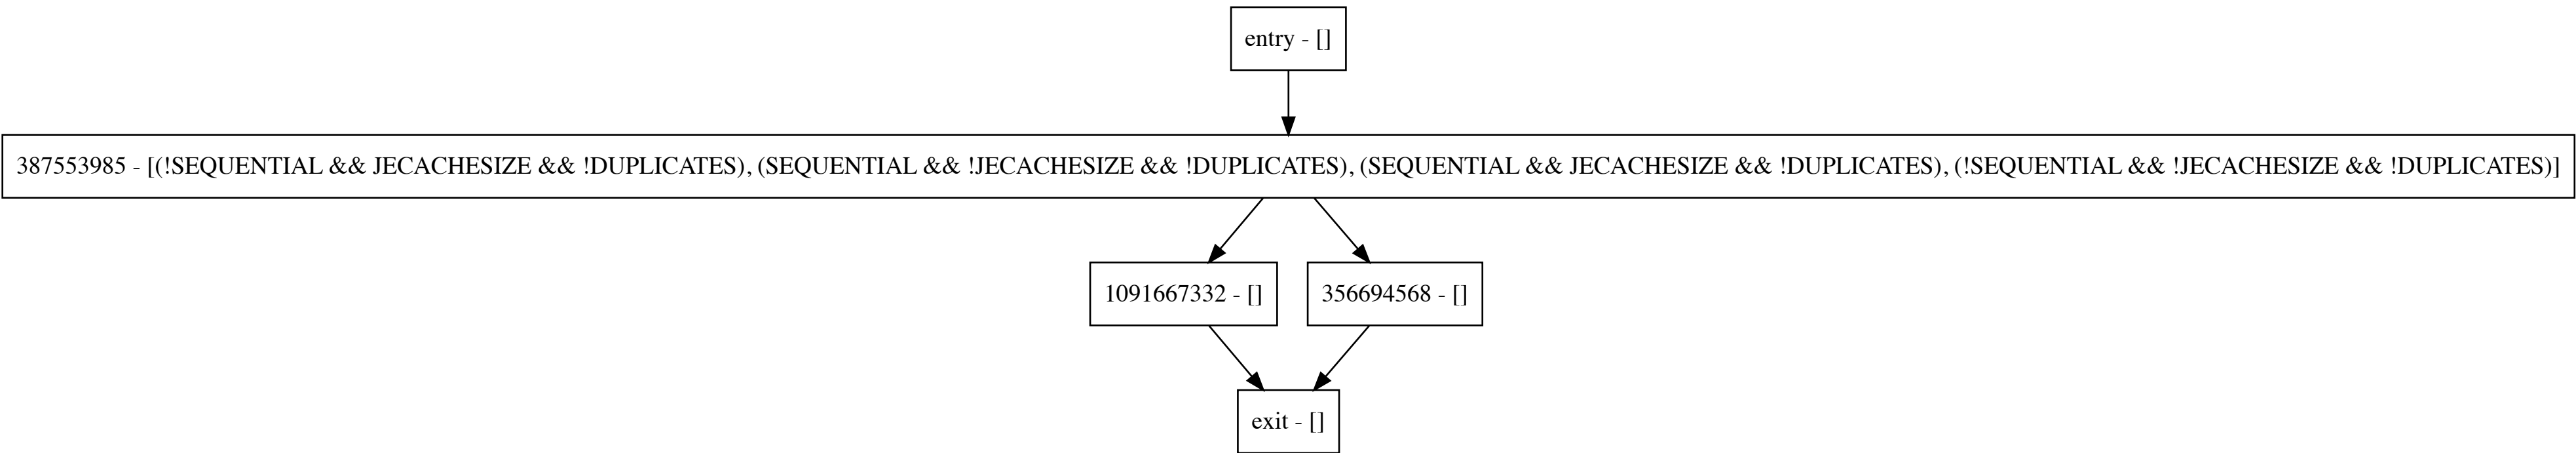 entry - []
387553985 - [(!SEQUENTIAL && JECACHESIZE && !DUPLICATES), (SEQUENTIAL && !JECACHESIZE && !DUPLICATES), (SEQUENTIAL && JECACHESIZE && !DUPLICATES), (!SEQUENTIAL && !JECACHESIZE && !DUPLICATES)]
1091667332 - []
356694568 - []
exit - []